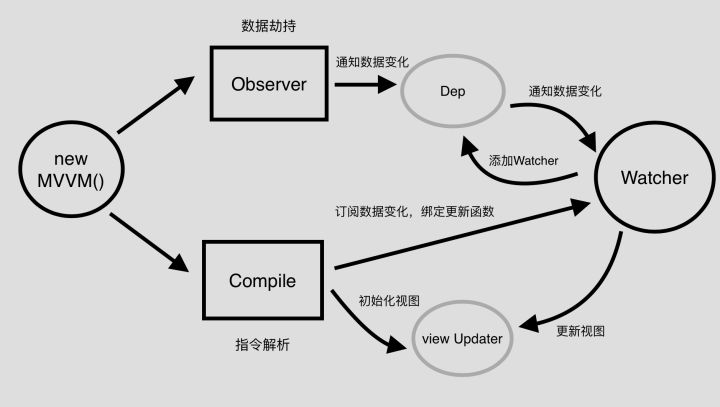 数据劫持
Observer
通知数据变化
Dep
通知数据变化
new
MVVM()
添加Watcher
Watcher
订阅数据变化，绑定更新函数
Compile
初始化视图
view Updater
更新视图
指令解析